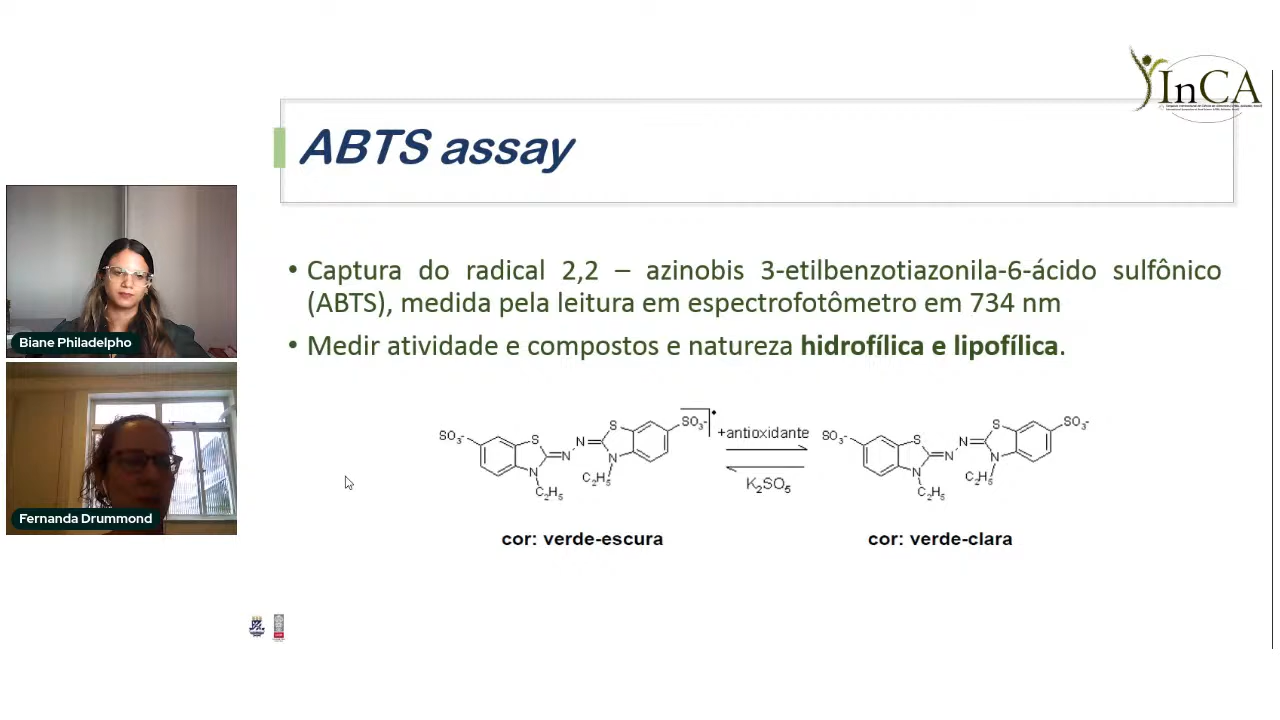 InCA
ABTS assay
• Captura do radical 2,2 – azinobis 3-etilbenzotiazonila-6-ácido sulfônico
(ABTS), medida pela leitura em espectrofotômetro em 734 nm
• Medir atividade e compostos e natureza hidrofílica e lipofílica.
Biane Philadelpho
Fernanda Drummond
SO₃⁻ S N C₂H₅ N N S N C₂H₅ SO₃⁻ •
+antioxidante
K₂SO₅
SO₃⁻ S N C₂H₅ N N S N C₂H₅ SO₃⁻
cor: verde-escura
cor: verde-clara